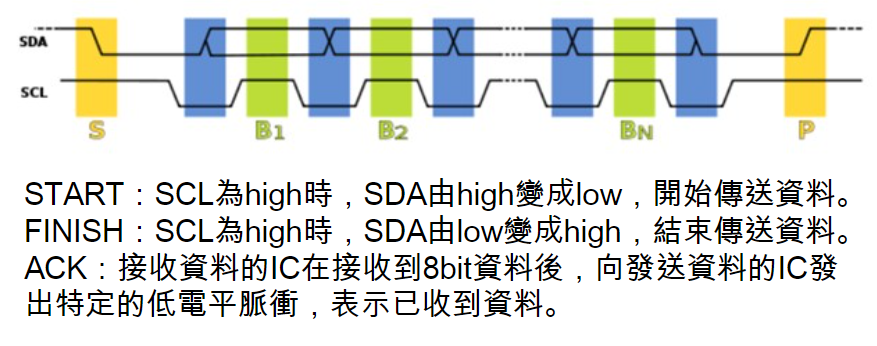 SDA
SCL
S B1 B2 BN P
START：SCL為high時，SDA由high變成low，開始傳送資料。
FINISH：SCL為high時，SDA由low變成high，結束傳送資料。
ACK：接收資料的IC在接收到8bit資料後，向發送資料的IC發
出特定的低電平脈衝，表示已收到資料。